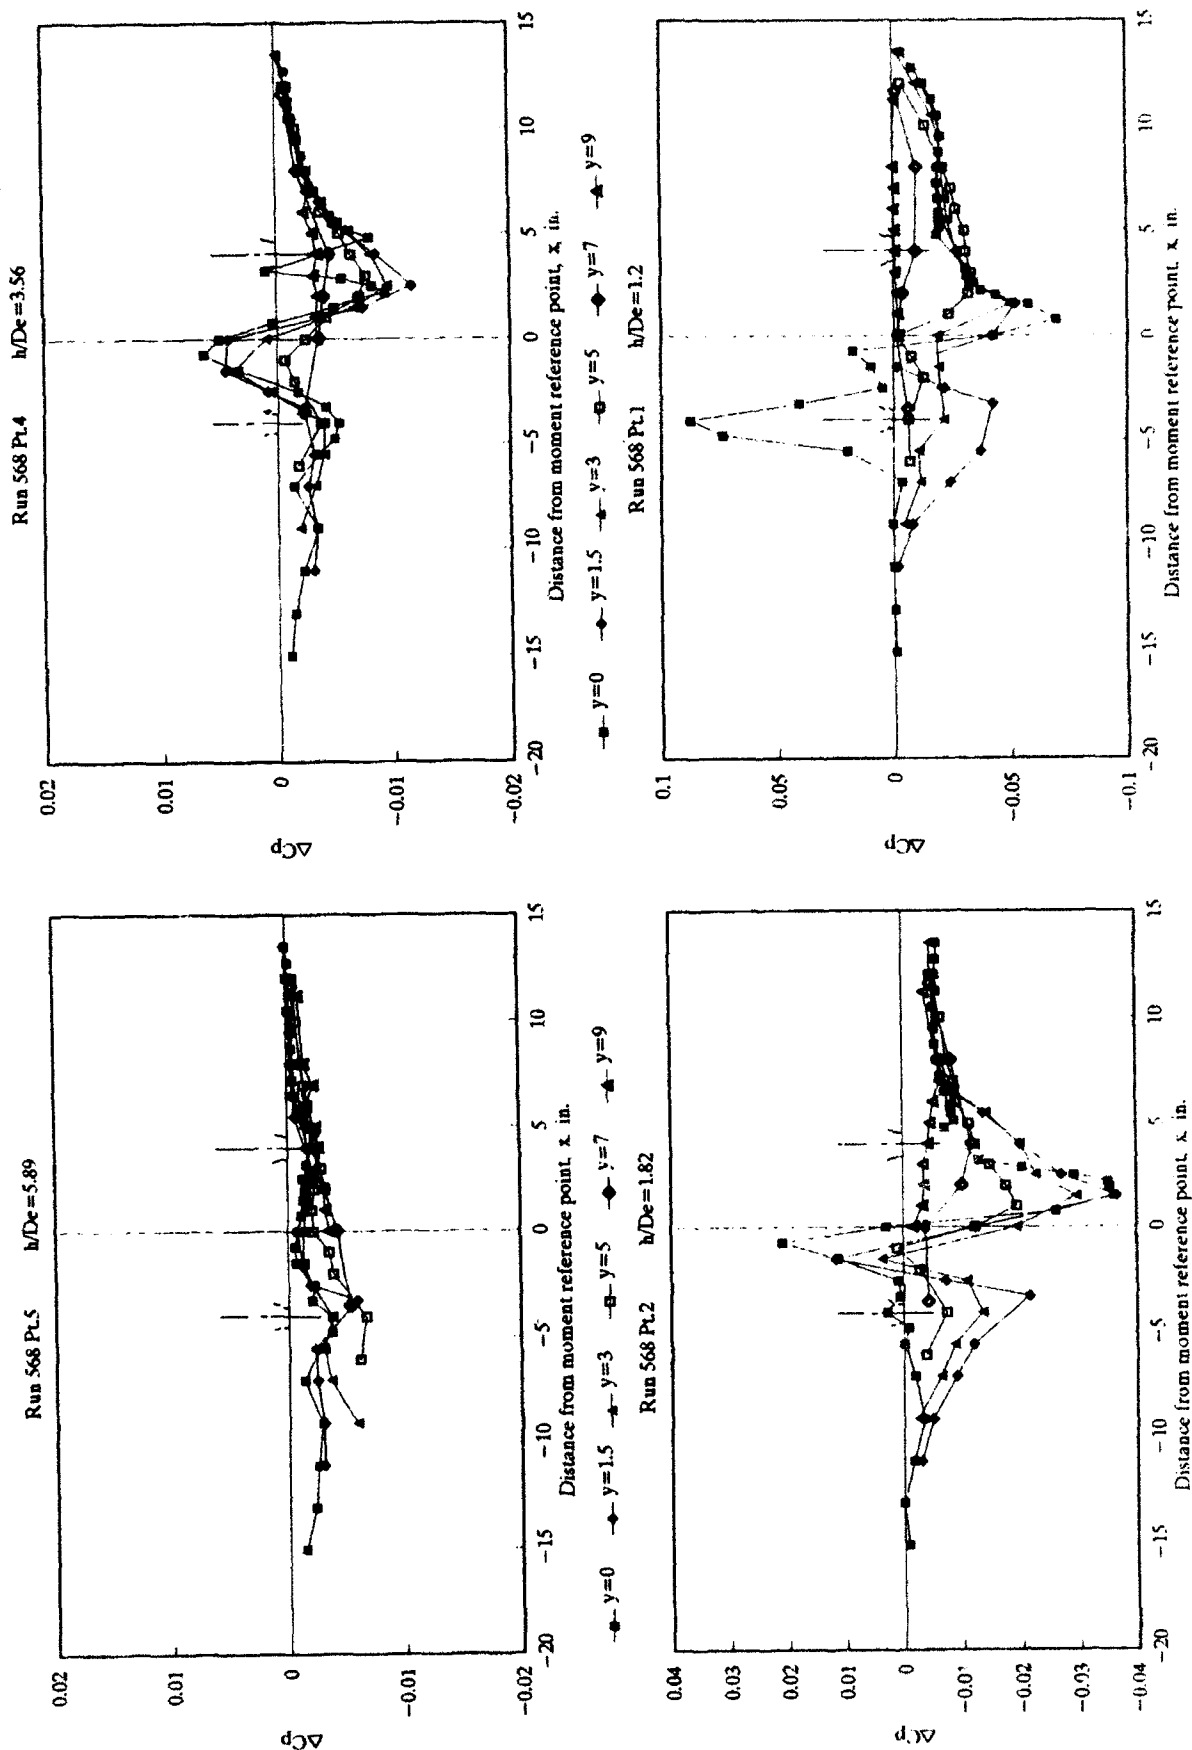 Run 568 Pt.5 h/De=5.89
0.02
0.01
0
−0.01
−0.02
ΔCp
−20 −15 −10 −5 0 5 10 15
Distance from moment reference point, x, in.
Run 568 Pt.4 h/De=3.56
0.02
0.01
0
−0.01
−0.02
ΔCp
−20 −15 −10 −5 0 5 10 15
Distance from moment reference point, x, in.
y=0 y=1.5 y=3 y=5 y=7 y=9
y=0 y=1.5 y=3 y=5 y=7 y=9
Run 568 Pt.2 h/De=1.82
0.04
0.03
0.02
0.01
0
−0.01
−0.02
−0.03
−0.04
ΔCp
−20 −15 −10 −5 0 5 10 15
Distance from moment reference point, x, in.
Run 568 Pt.1 h/De=1.2
0.1
0.05
0
−0.05
−0.1
ΔCp
−20 −15 −10 −5 0 5 10 15
Distance from moment reference point, x, in.